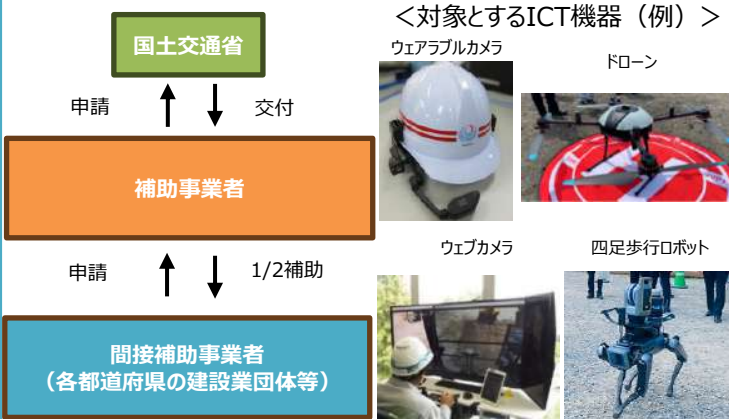 国土交通省
申請
交付
補助事業者
申請
1/2補助
間接補助事業者
（各都道府県の建設業団体等）
＜対象とするICT機器（例）＞
ウェアラブルカメラ
ドローン
ウェブカメラ
四足歩行ロボット